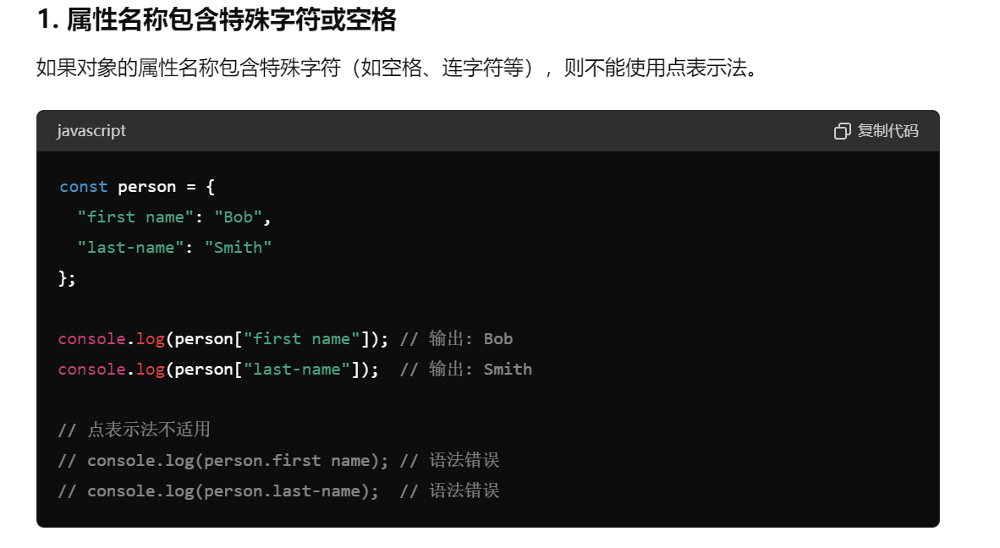 1. 属性名称包含特殊字符或空格
如果对象的属性名称包含特殊字符（如空格、连字符等），则不能使用点表示法。
javascript 复制代码
const person = {
  "first name": "Bob",
  "last-name": "Smith"
};
console.log(person["first name"]); // 输出: Bob
console.log(person["last-name"]);  // 输出: Smith
// 点表示法不适用
// console.log(person.first name); // 语法错误
// console.log(person.last-name);  // 语法错误